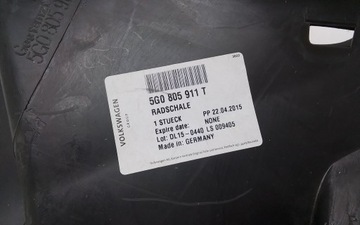 VOLKSWAGEN
5G0 805 911 T
RADSCHALE
1 STUECK PP 22.04.2015
Expire date: NONE
Lot: DL15-0440 LS 009405
Made in: GERMANY